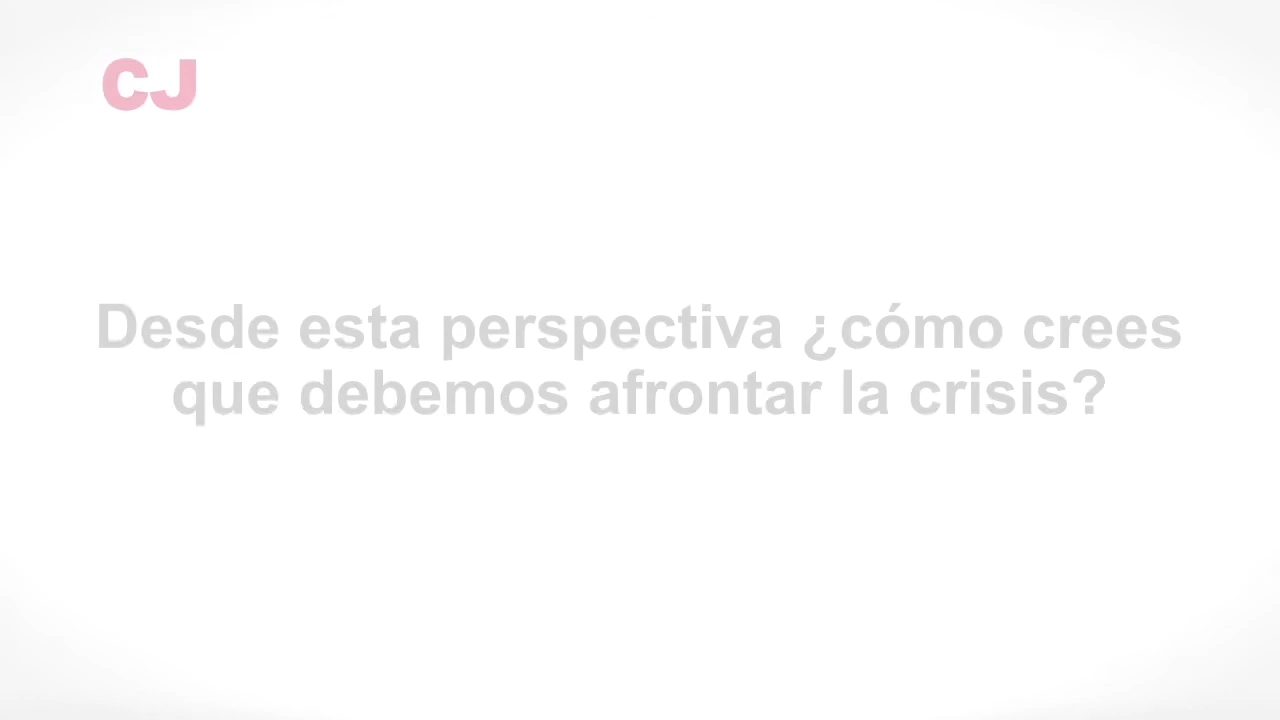 CJ
Desde esta perspectiva ¿cómo crees
que debemos afrontar la crisis?